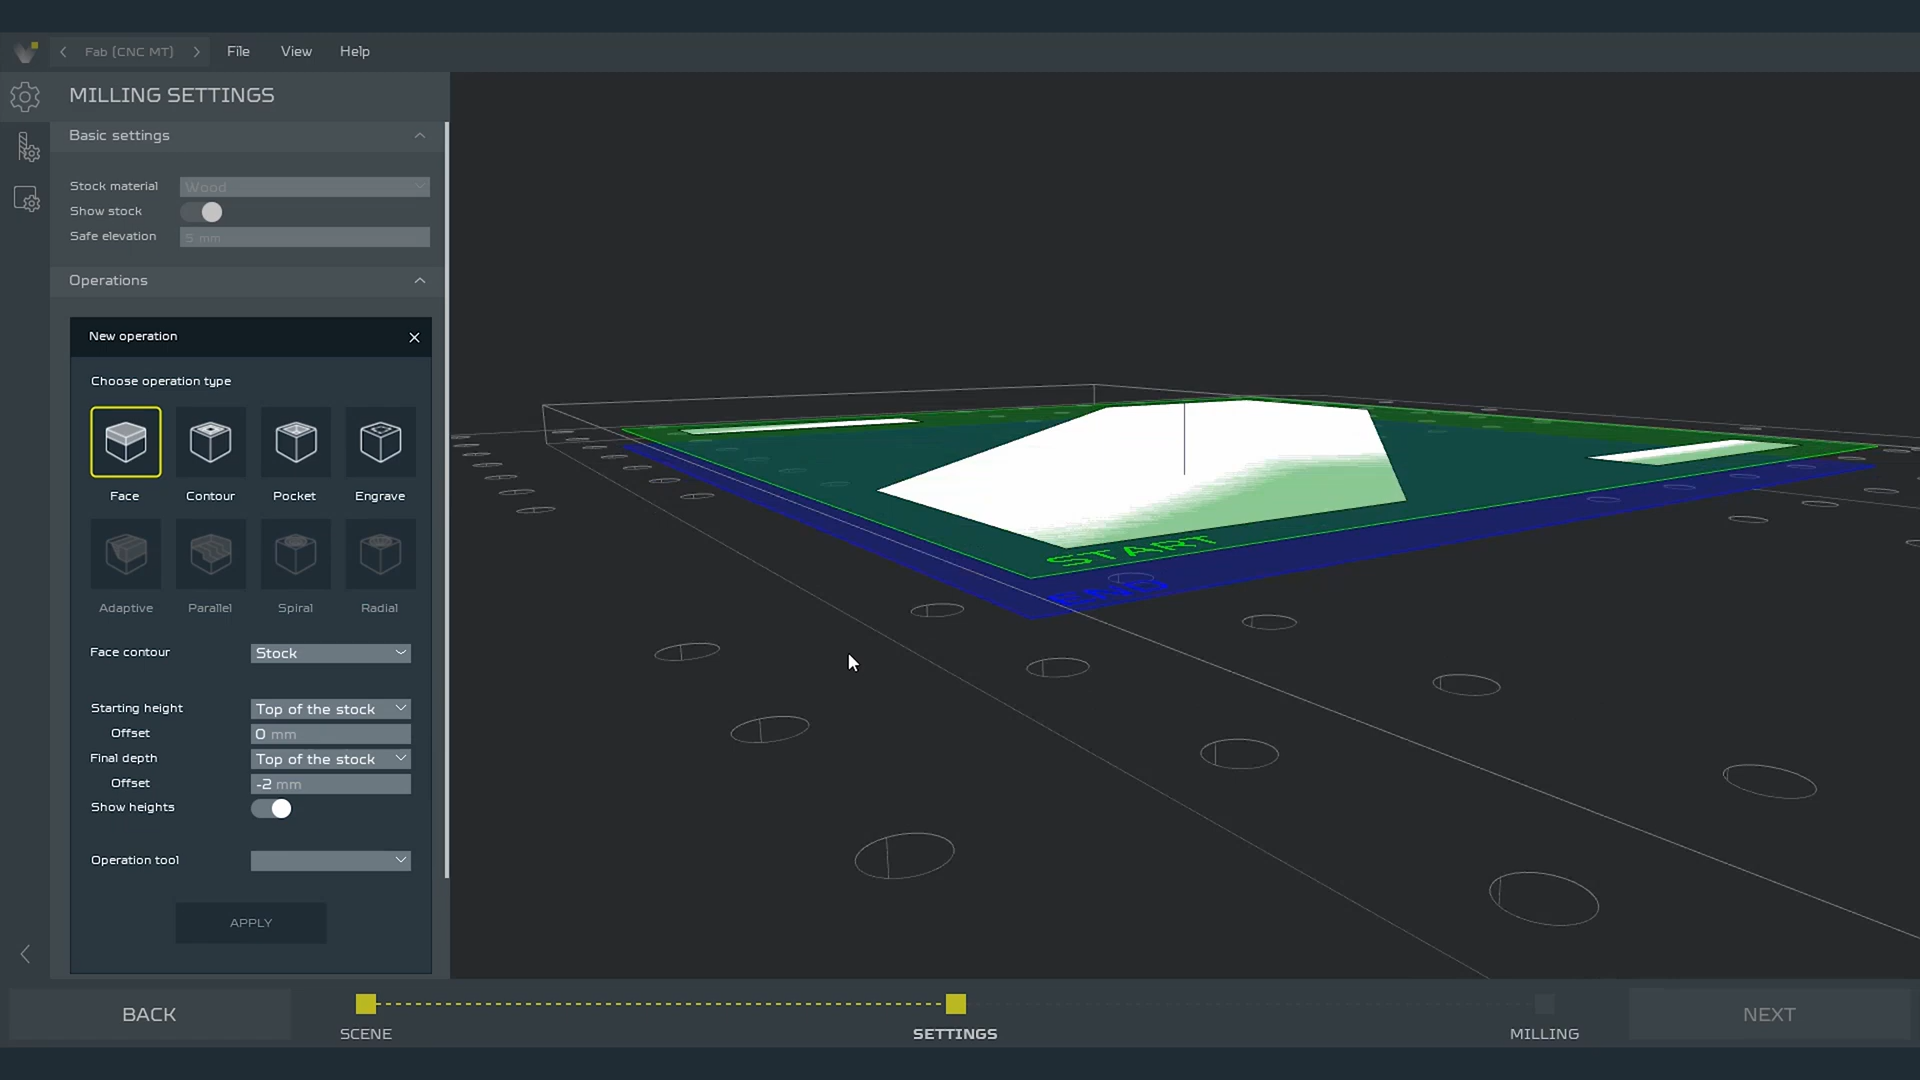 Fab (CNC MT) File View Help
MILLING SETTINGS
Basic settings
Stock material Wood
Show stock
Safe elevation 5 mm
Operations
New operation
Choose operation type
Face Contour Pocket Engrave
Adaptive Parallel Spiral Radial
Face contour Stock
Starting height Top of the stock
Offset 0 mm
Final depth Top of the stock
Offset -2 mm
Show heights
Operation tool
APPLY
START
END
BACK
SCENE
SETTINGS
MILLING
NEXT